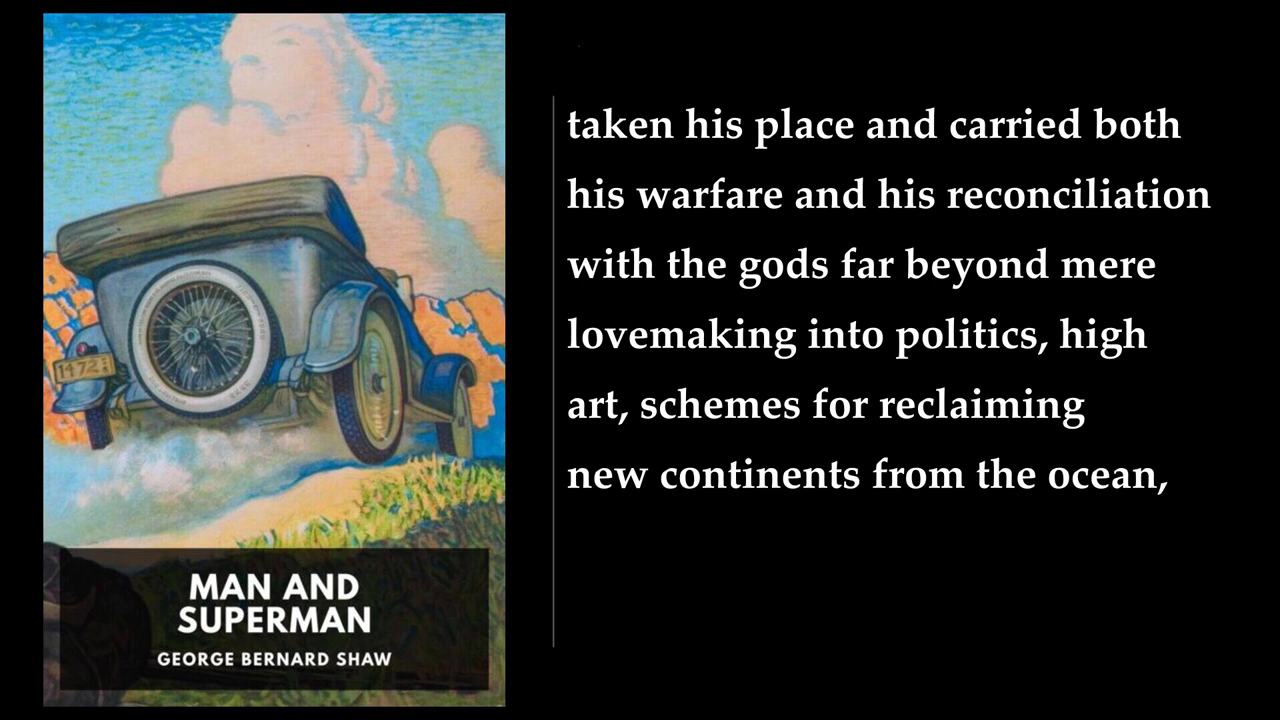 taken his place and carried both
his warfare and his reconciliation
with the gods far beyond mere
lovemaking into politics, high
art, schemes for reclaiming
new continents from the ocean,
1472
MAN AND
SUPERMAN
GEORGE BERNARD SHAW